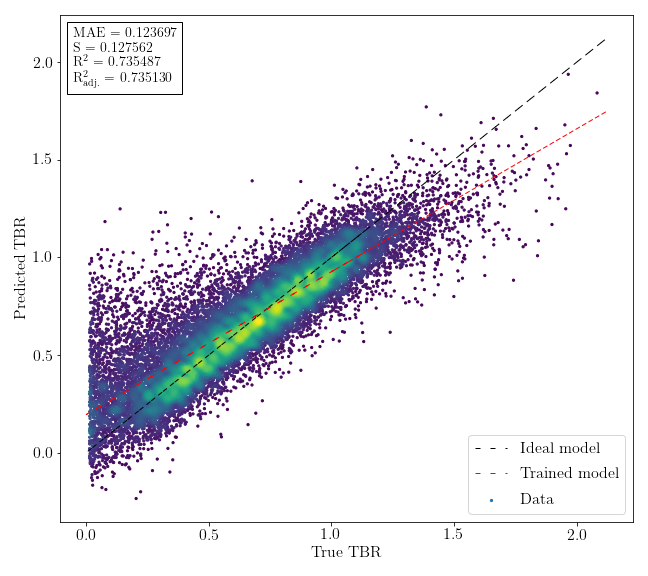 MAE = 0.123697
S = 0.127562
R² = 0.735487
R²adj. = 0.735130
Predicted TBR
2.0
1.5
1.0
0.5
0.0
0.0 0.5 1.0 1.5 2.0
True TBR
Ideal model
Trained model
Data